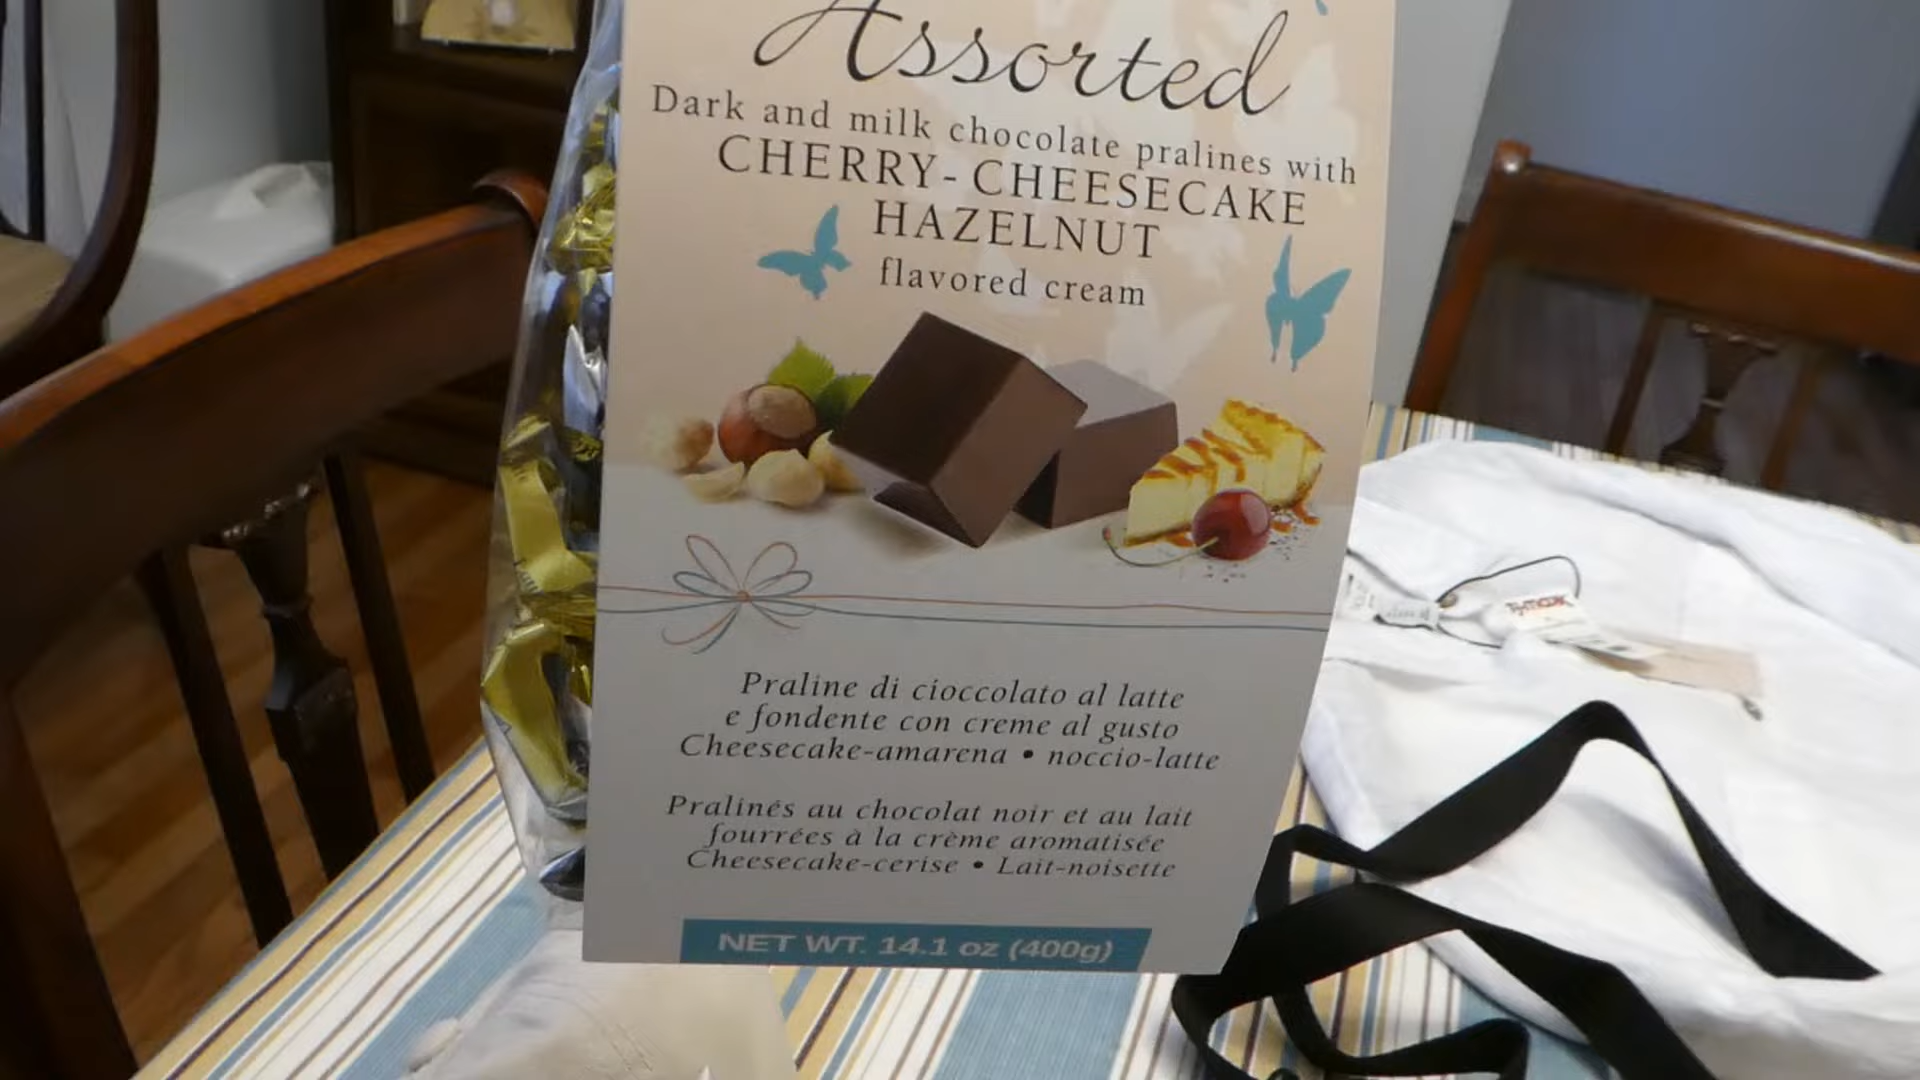 Assorted
Dark and milk chocolate pralines with
CHERRY-CHEESECAKE
HAZELNUT
flavored cream
Praline di cioccolato al latte
e fondente con creme al gusto
Cheesecake-amarena • noccio-latte
Pralinés au chocolat noir et au lait
fourrées à la crème aromatisée
Cheesecake-cerise • Lait-noisette
NET WT. 14.1 oz (400g)